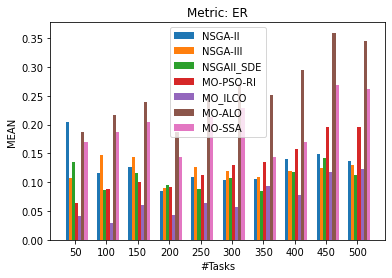 Metric: ER
NSGA-II
NSGA-III
NSGAII_SDE
MO-PSO-RI
MO_ILCO
MO-ALO
MO-SSA
0.35
0.30
0.25
0.20
0.15
0.10
0.05
0.00
MEAN
50 100 150 200 250 300 350 400 450 500
#Tasks